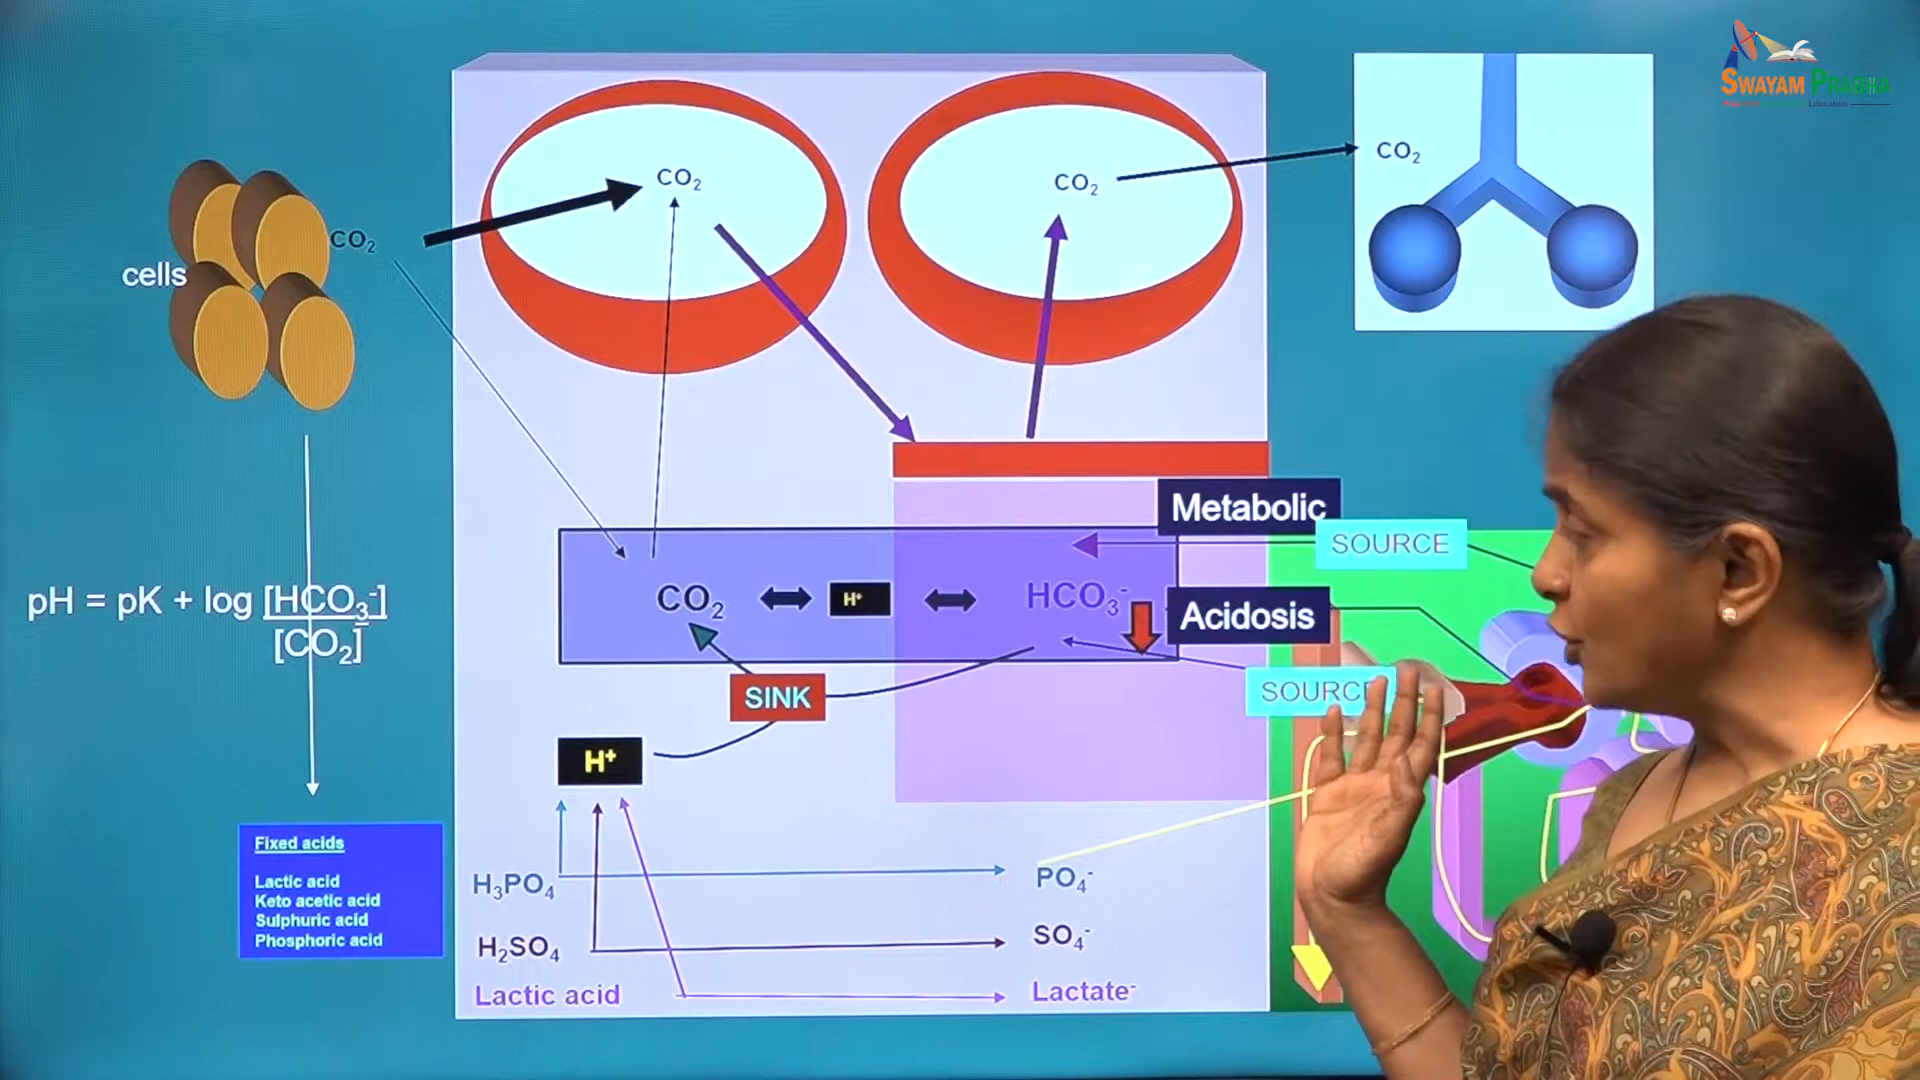 SWAYAM PRABHA
CO₂
CO₂
CO₂
CO₂
cells
Metabolic
SOURCE
pH = pK + log [HCO₃⁻]
[CO₂]
CO₂
H⁺
HCO₃⁻
Acidosis
SINK
SOURCE
H⁺
Fixed acids
Lactic acid
Keto acetic acid
Sulphuric acid
Phosphoric acid
H₃PO₄
PO₄⁻
H₂SO₄
SO₄⁻
Lactic acid
Lactate⁻